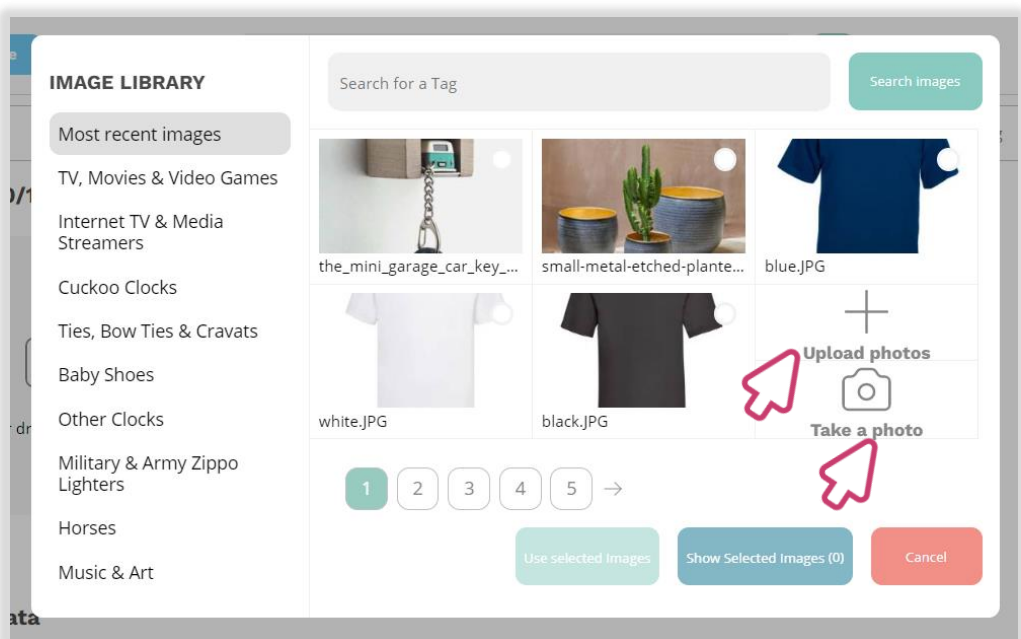 IMAGE LIBRARY
Most recent images
TV, Movies & Video Games
Internet TV & Media
Streamers
Cuckoo Clocks
Ties, Bow Ties & Cravats
Baby Shoes
Other Clocks
Military & Army Zippo
Lighters
Horses
Music & Art
Search for a Tag
Search images
the_mini_garage_car_key_...
small-metal-etched-plante...
blue.JPG
white.JPG
black.JPG
Upload photos
Take a photo
1 2 3 4 5 →
Use selected Images
Show Selected Images (0)
Cancel